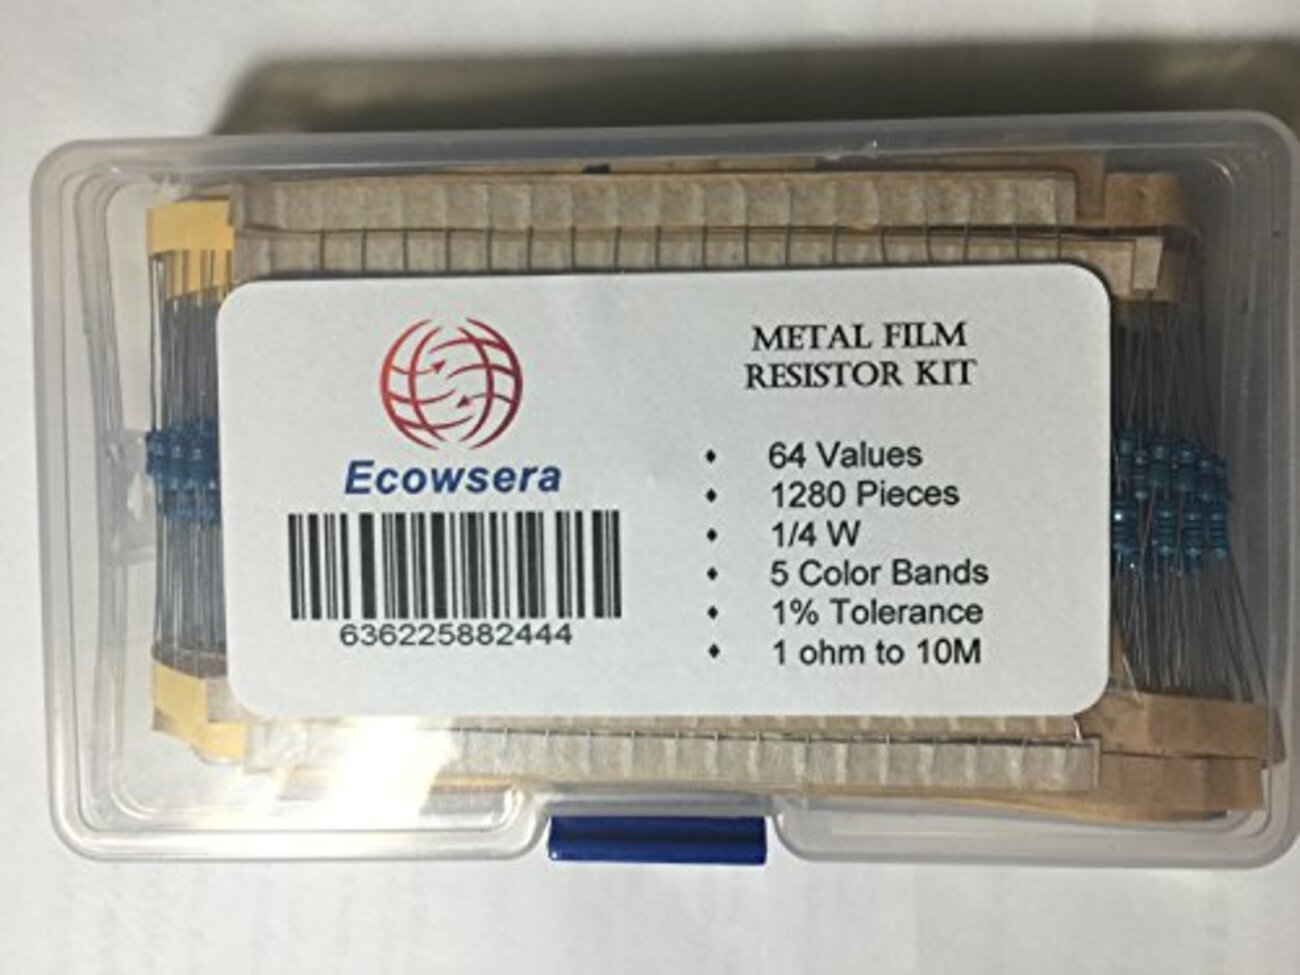 Ecowsera
636225882444
METAL FILM
RESISTOR KIT
64 Values
1280 Pieces
1/4 W
5 Color Bands
1% Tolerance
1 ohm to 10M